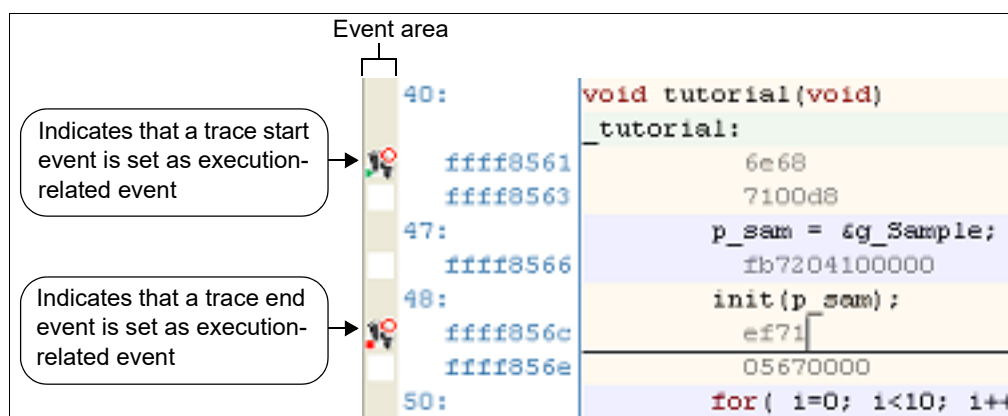 Event area
40: void tutorial(void)
_tutorial:
Indicates that a trace start
event is set as execution-
related event
ffff8561 6e68
ffff8563 7100d8
47: p_sam = &g_Sample;
ffff8566 fb7204100000
Indicates that a trace end
event is set as execution-
related event
48: init(p_sam);
ffff856c ef71
ffff856e 05670000
50: for( i=0; i<10; i++